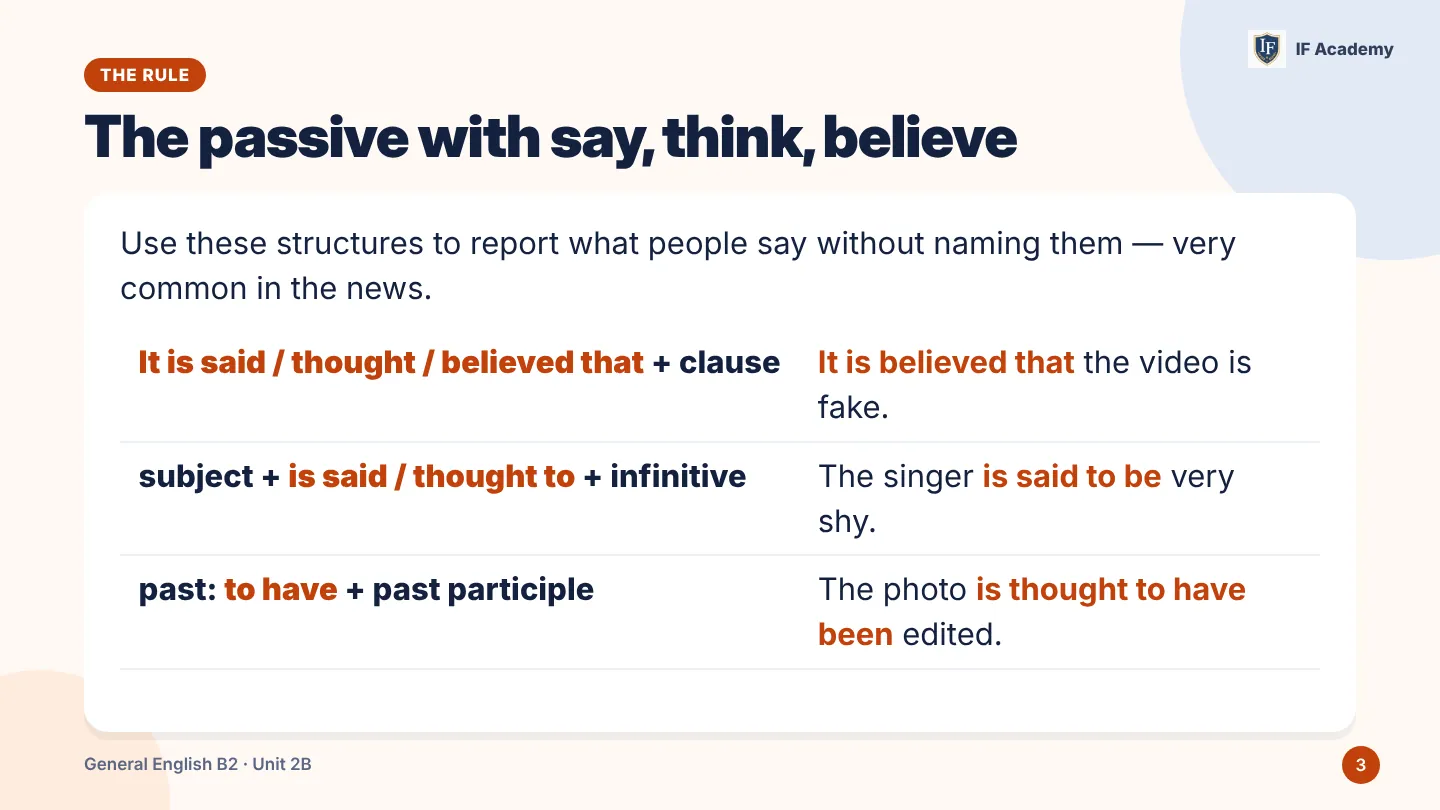 IF Academy
THE RULE
The passive with say, think, believe
Use these structures to report what people say without naming them — very
common in the news.
It is said / thought / believed that + clause
It is believed that the video is
fake.
subject + is said / thought to + infinitive
The singer is said to be very
shy.
past: to have + past participle
The photo is thought to have
been edited.
General English B2 · Unit 2B
3